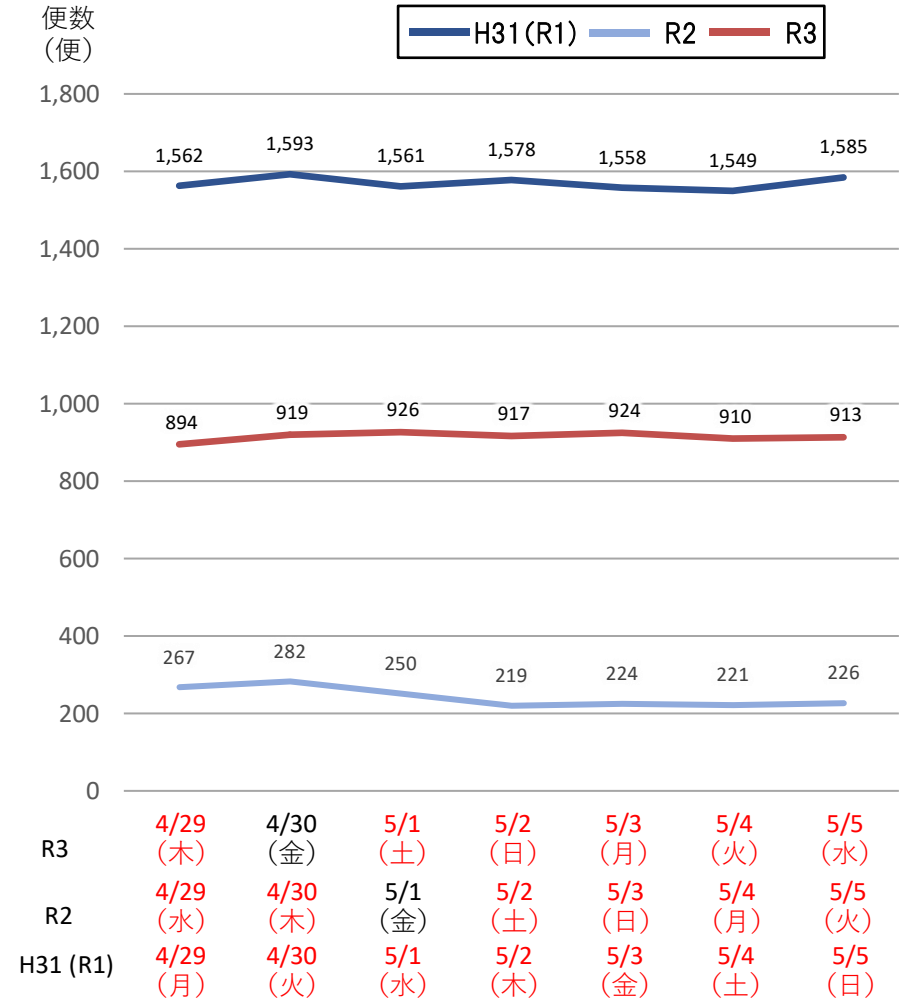 便数
（便）
H31(R1) R2 R3
1,800
1,600
1,400
1,200
1,000
800
600
400
200
0
1,562 1,593 1,561 1,578 1,558 1,549 1,585
894 919 926 917 924 910 913
267 282 250 219 224 221 226
R3
4/29 4/30 5/1 5/2 5/3 5/4 5/5
（木） （金） （土） （日） （月） （火） （水）
R2
4/29 4/30 5/1 5/2 5/3 5/4 5/5
（水） （木） （金） （土） （日） （月） （火）
H31 (R1)
4/29 4/30 5/1 5/2 5/3 5/4 5/5
（月） （火） （水） （木） （金） （土） （日）